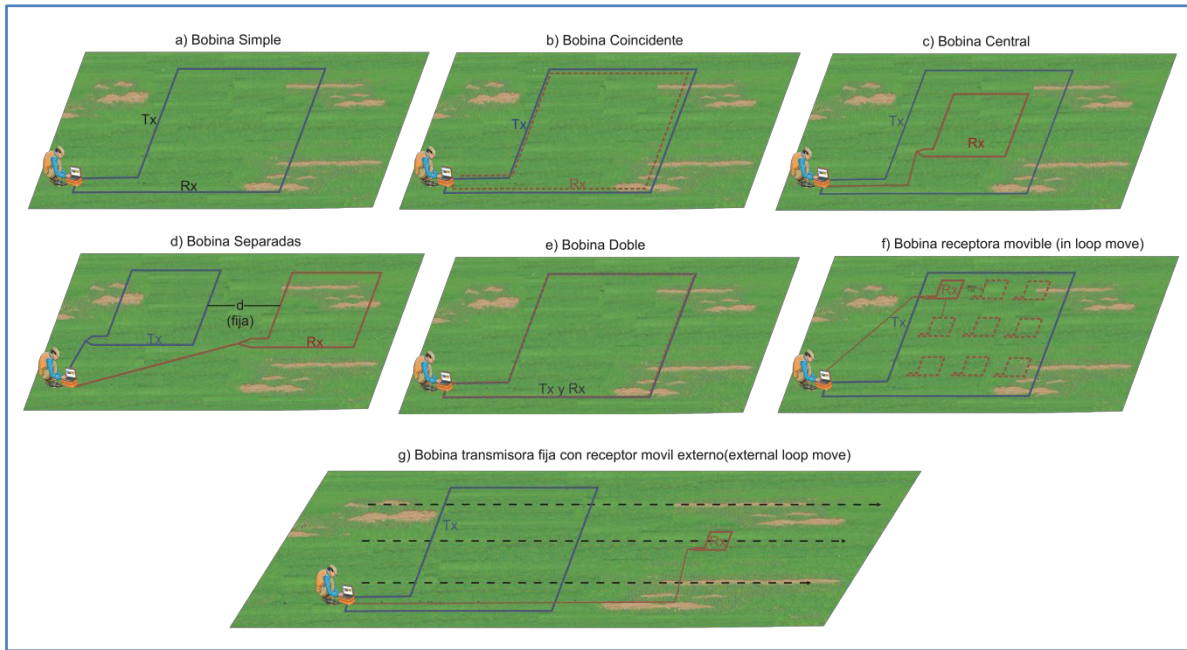 a) Bobina Simple
Tx
Rx
b) Bobina Coincidente
Tx
Rx
c) Bobina Central
Tx
Rx
d) Bobina Separadas
d
(fija)
Tx
Rx
e) Bobina Doble
Tx y Rx
f) Bobina receptora movible (in loop move)
Rx
Tx
g) Bobina transmisora fija con receptor movil externo(external loop move)
Tx
Rx